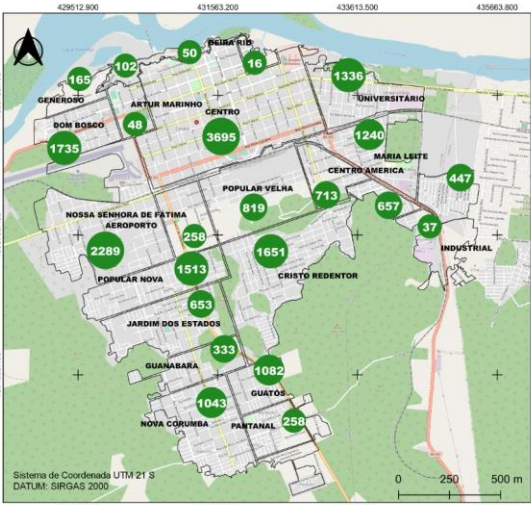 429512.900 431563.200 433613.500 435663.800
BEIRA RIO
50
102
16
165
1336
GENEROSO
ARTUR MARINHO
UNIVERSITÁRIO
CENTRO
DOM BOSCO
48
3695
1240
1735
MARIA LEITE
CENTRO AMERICA
447
POPULAR VELHA
713
657
NOSSA SENHORA DE FÁTIMA
819
AEROPORTO
37
258
2289
1651
INDUSTRIAL
1513
POPULAR NOVA
CRISTO REDENTOR
653
JARDIM DOS ESTADOS
333
GUANABARA
1082
GUATÓS
1043
NOVA CORUMBA
PANTANAL
258
Sistema de Coordenada UTM 21 S
DATUM: SIRGAS 2000
0 250 500 m